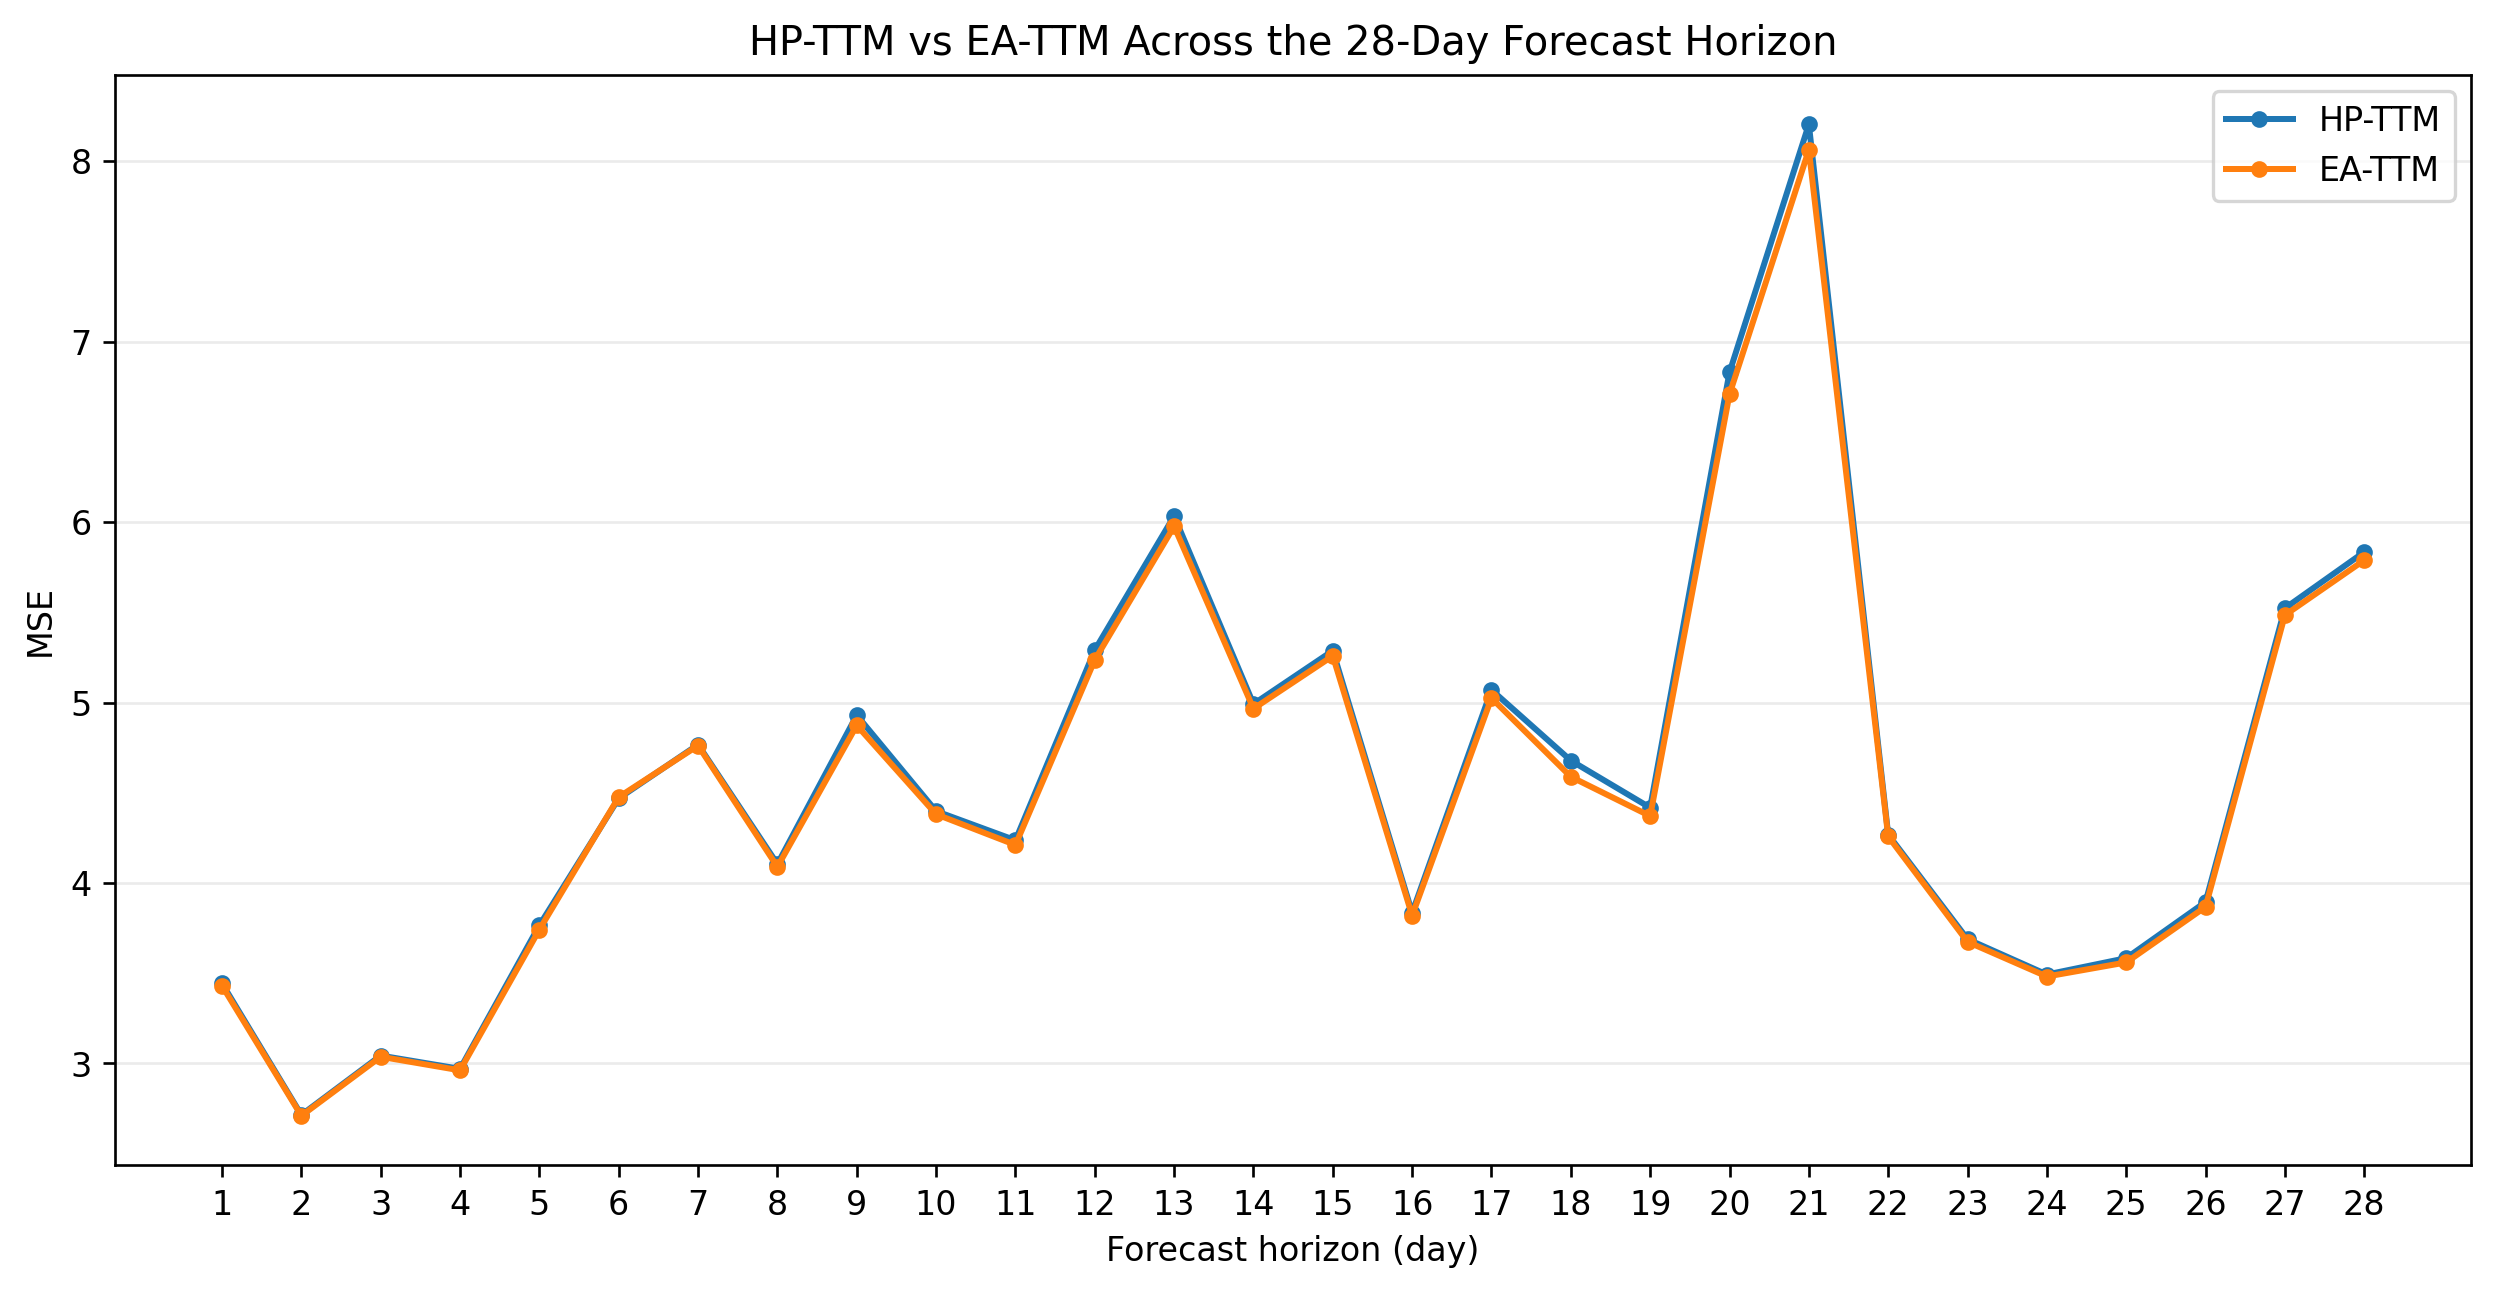 HP-TTM vs EA-TTM Across the 28-Day Forecast Horizon
HP-TTM
EA-TTM
8
7
6
5
4
3
MSE
1 2 3 4 5 6 7 8 9 10 11 12 13 14 15 16 17 18 19 20 21 22 23 24 25 26 27 28
Forecast horizon (day)